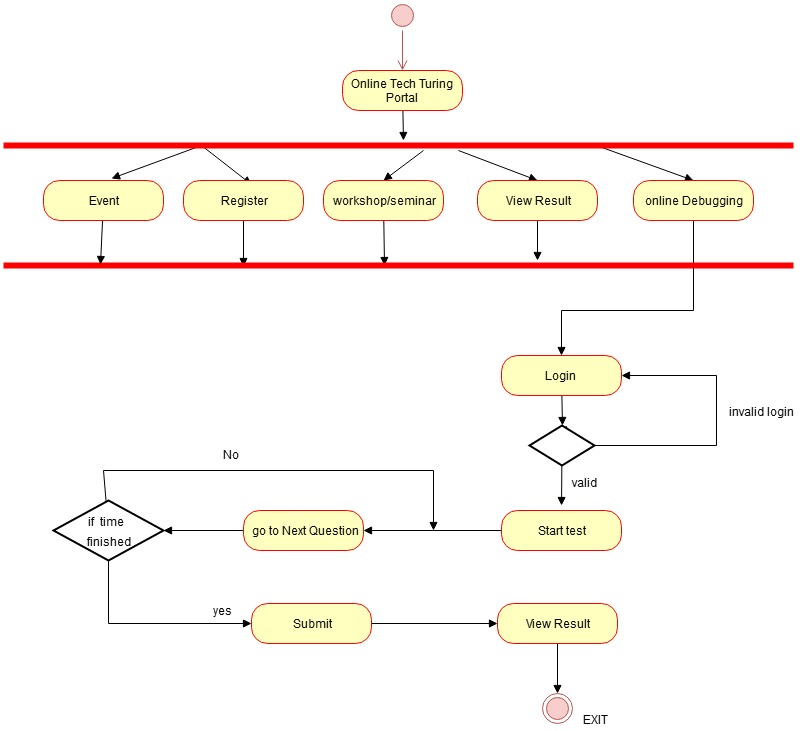 Online Tech Turing
Portal
Event
Register
workshop/seminar
View Result
online Debugging
Login
invalid login
valid
No
if time
finished
go to Next Question
Start test
yes
Submit
View Result
EXIT